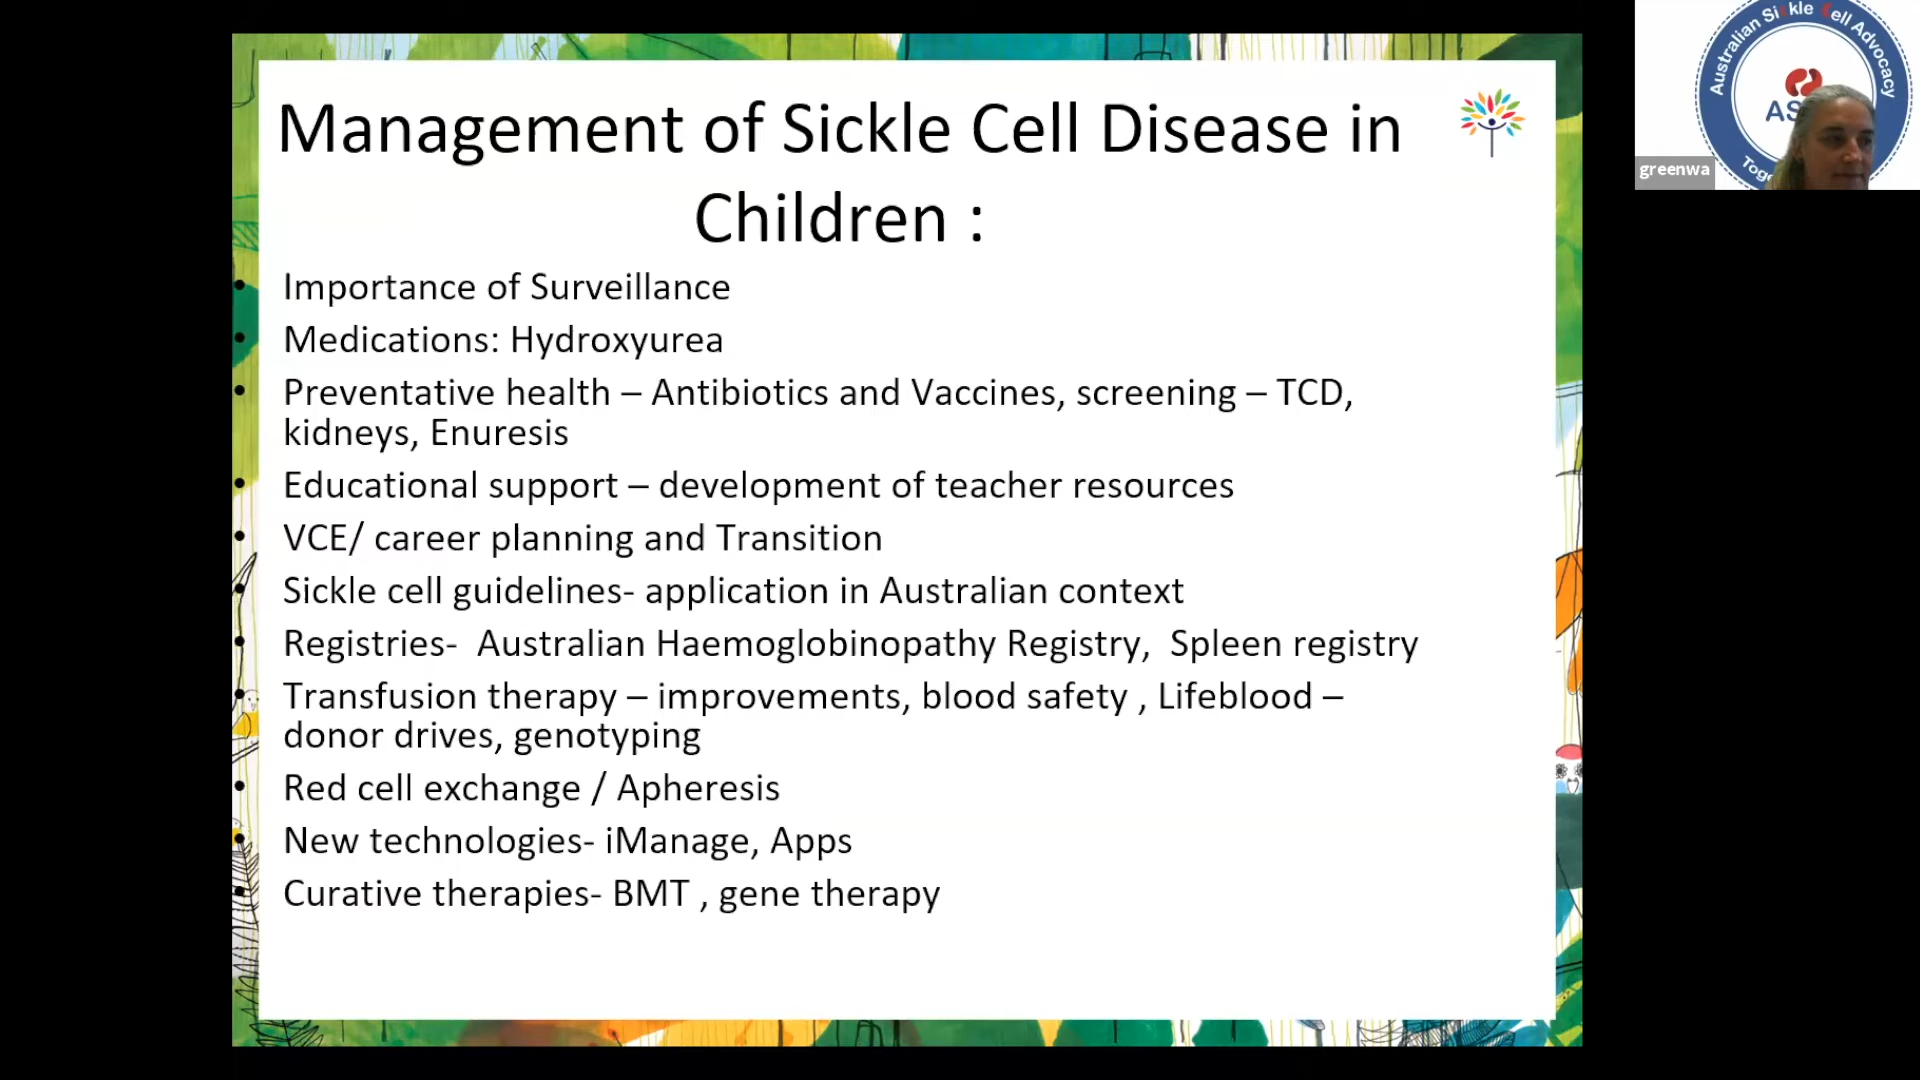 Management of Sickle Cell Disease in
Children :
• Importance of Surveillance
• Medications: Hydroxyurea
• Preventative health – Antibiotics and Vaccines, screening – TCD,
kidneys, Enuresis
• Educational support – development of teacher resources
• VCE/ career planning and Transition
• Sickle cell guidelines- application in Australian context
• Registries-  Australian Haemoglobinopathy Registry,  Spleen registry
• Transfusion therapy – improvements, blood safety , Lifeblood –
donor drives, genotyping
• Red cell exchange / Apheresis
• New technologies- iManage, Apps
• Curative therapies- BMT , gene therapy
Australian Sickle Cell Advocacy
greenwa